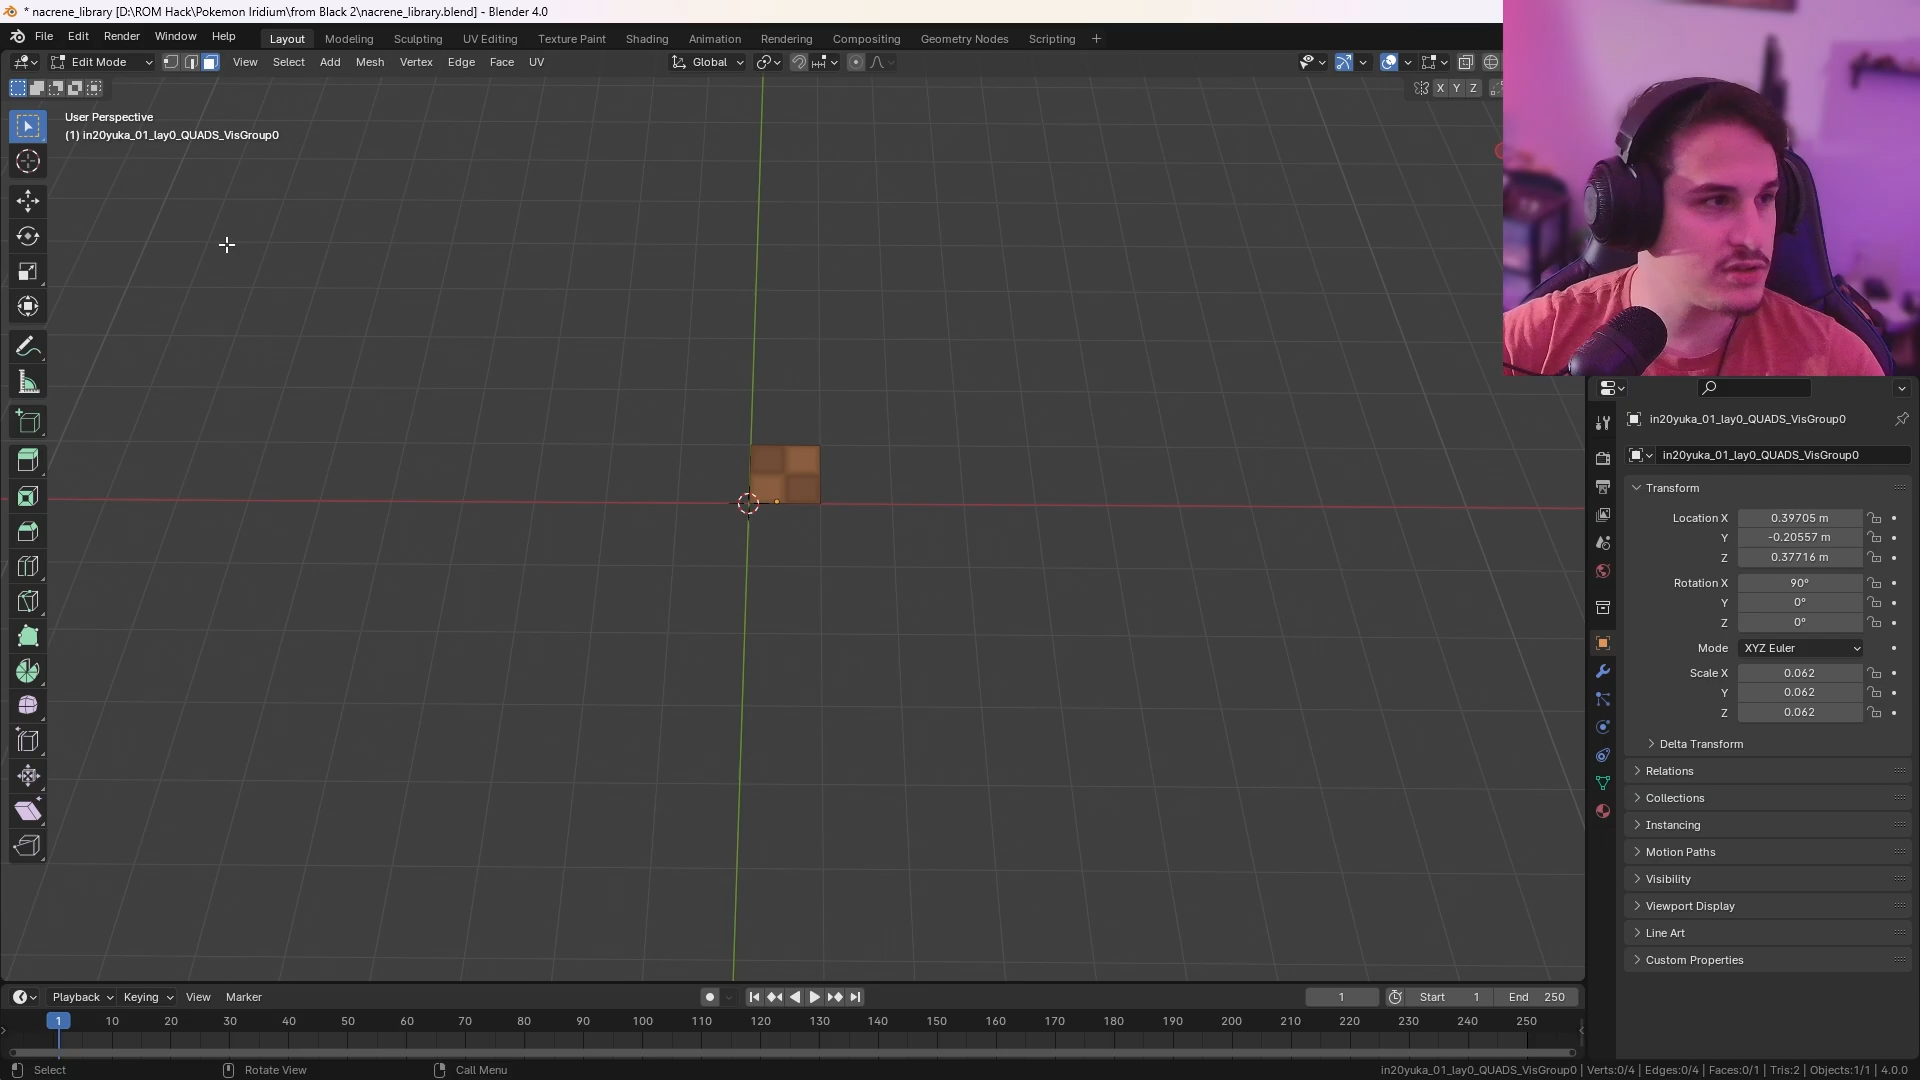 * nacrene_library [D:\ROM Hack\Pokemon Iridium\from Black 2\nacrene_library.blend] - Blender 4.0
File Edit Render Window Help
Layout Modeling Sculpting UV Editing Texture Paint Shading Animation Rendering Compositing Geometry Nodes Scripting +
Edit Mode View Select Add Mesh Vertex Edge Face UV Global
X Y Z
User Perspective
(1) in20yuka_01_lay0_QUADS_VisGroup0
in20yuka_01_lay0_QUADS_VisGroup0
in20yuka_01_lay0_QUADS_VisGroup0
Transform
Location X 0.39705 m
Y -0.20557 m
Z 0.37716 m
Rotation X 90°
Y 0°
Z 0°
Mode XYZ Euler
Scale X 0.062
Y 0.062
Z 0.062
Delta Transform
Relations
Collections
Instancing
Motion Paths
Visibility
Viewport Display
Line Art
Custom Properties
Playback Keying View Marker 1 Start 1 End 250
1 10 20 30 40 50 60 70 80 90 100 110 120 130 140 150 160 170 180 190 200 210 220 230 240 250
Select Rotate View Call Menu in20yuka_01_lay0_QUADS_VisGroup0 | Verts:0/4 | Edges:0/4 | Faces:0/1 | Tris:2 | Objects:1/1 | 4.0.0